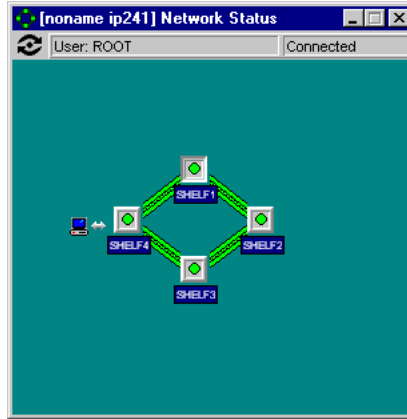 [noname ip241] Network Status
User: ROOT Connected
SHELF1
SHELF4 SHELF2
SHELF3